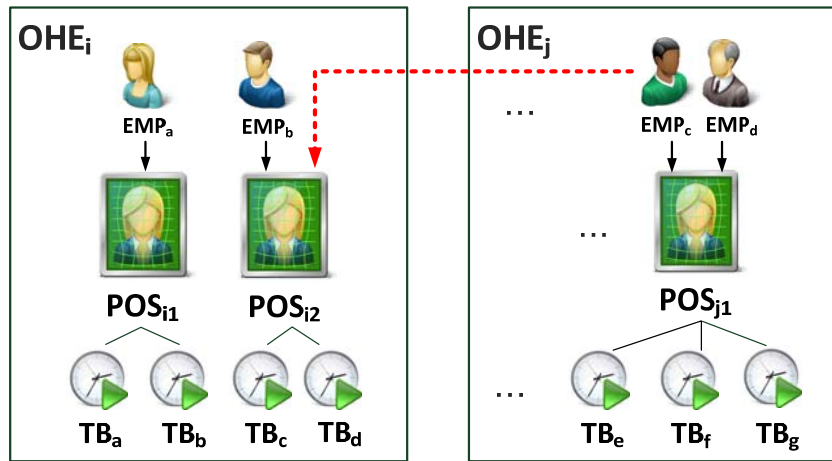 OHEi
OHEj
EMPa EMPb
... EMPc EMPd
...
POSi1 POSi2 POSj1
...
TBa TBb TBc TBd TBe TBf TBg